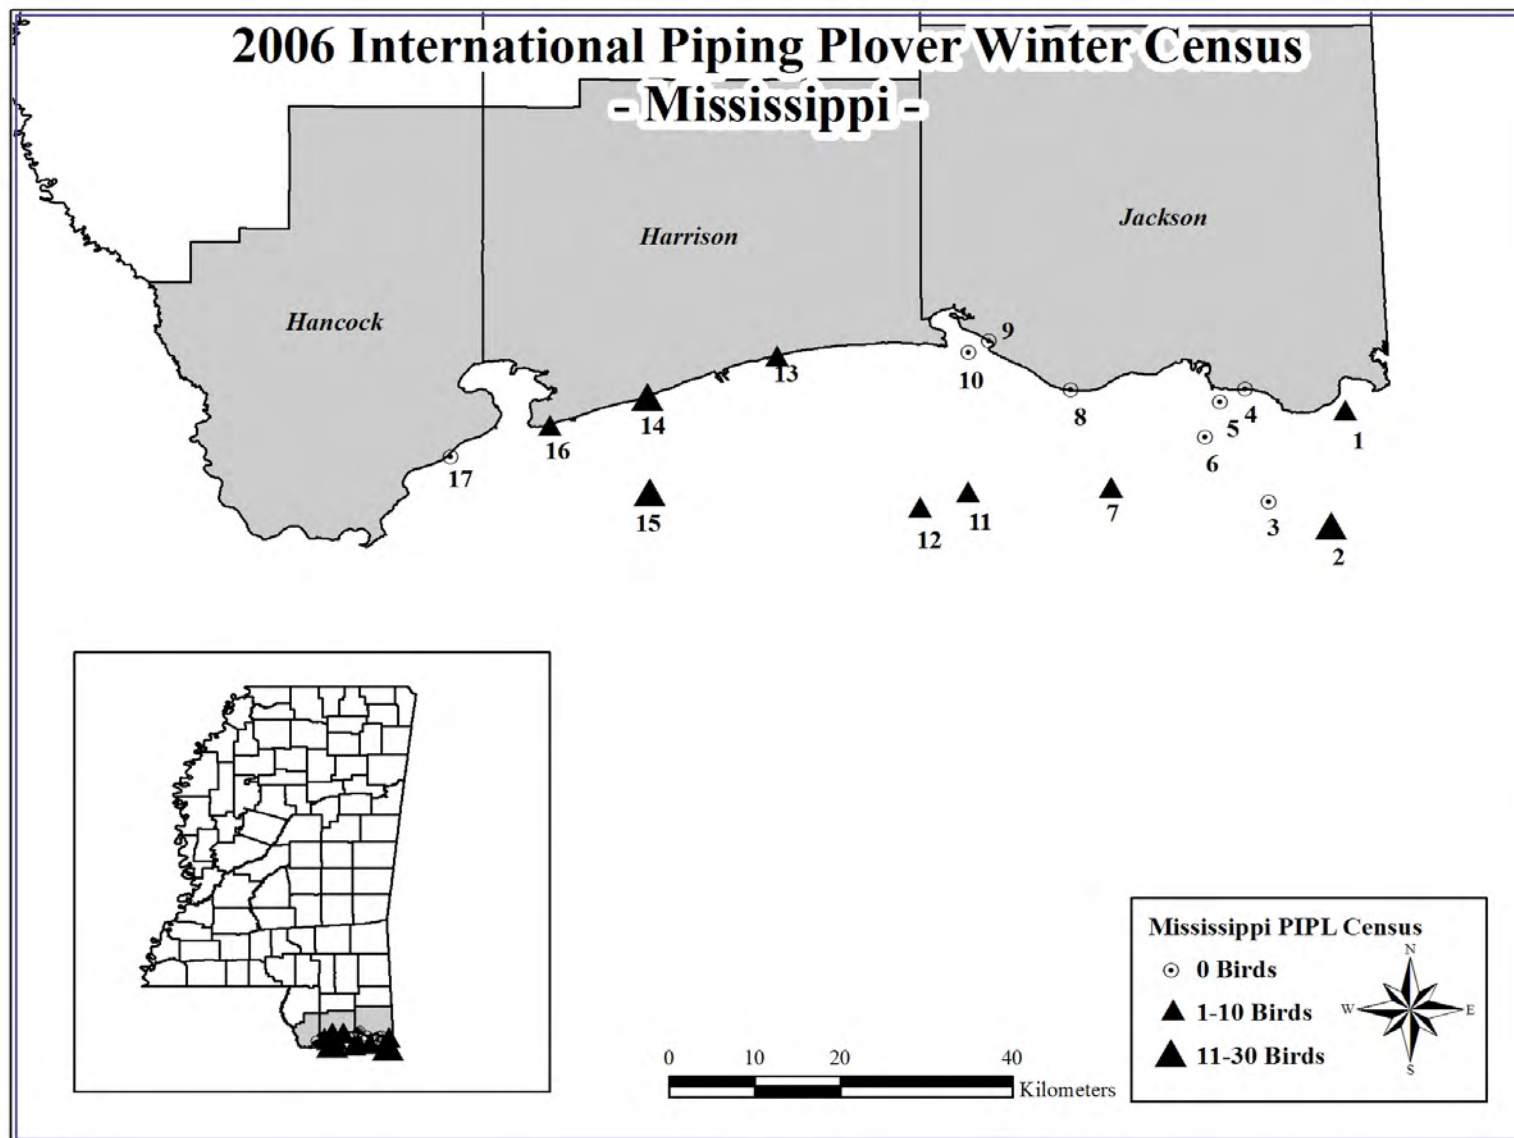 2006 International Piping Plover Winter Census
- Mississippi -
Jackson
Harrison
Hancock
9
10
13
8
4
5
1
14
16
6
17
7
11
15
12
3
2
Mississippi PIPL Census
0 Birds
1-10 Birds
11-30 Birds
N
W E
S
0 10 20 40
Kilometers